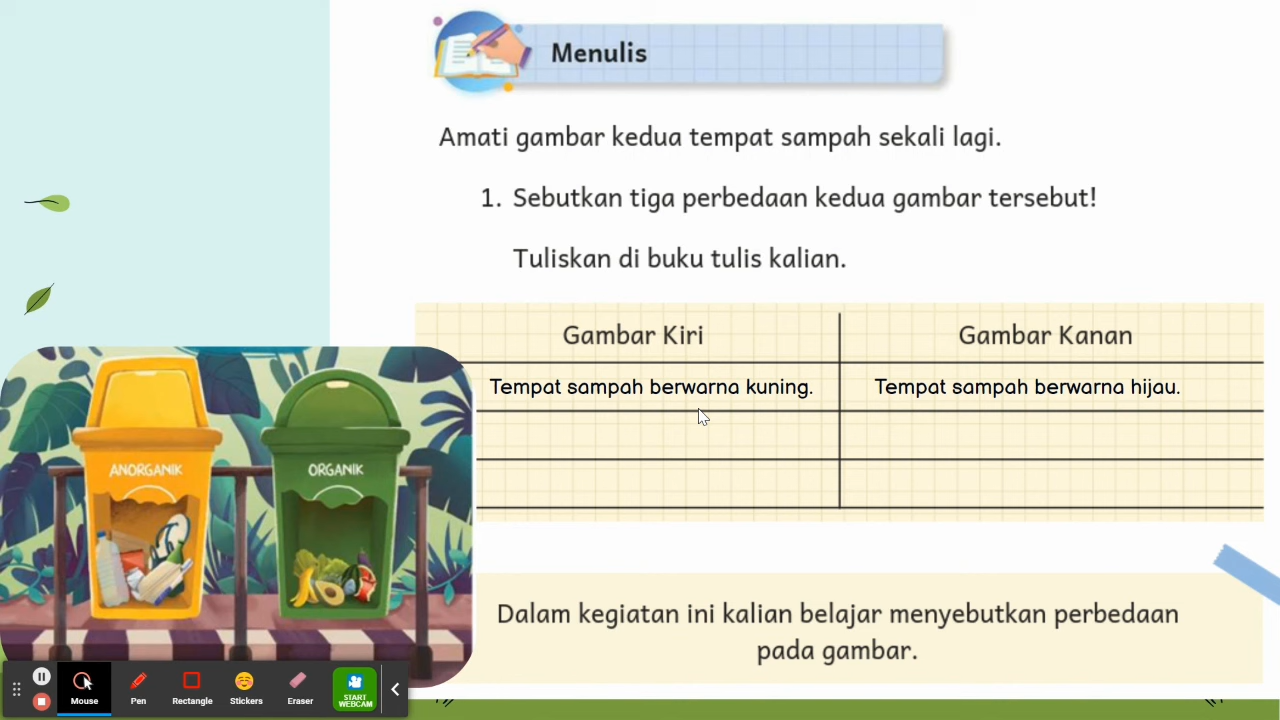 Menulis
Amati gambar kedua tempat sampah sekali lagi.
1. Sebutkan tiga perbedaan kedua gambar tersebut!
Tuliskan di buku tulis kalian.
Gambar Kiri
Gambar Kanan
Tempat sampah berwarna kuning.
Tempat sampah berwarna hijau.
ANORGANIK
ORGANIK
Dalam kegiatan ini kalian belajar menyebutkan perbedaan
pada gambar.
Mouse
Pen
Rectangle
Stickers
Eraser
START
WEBCAM